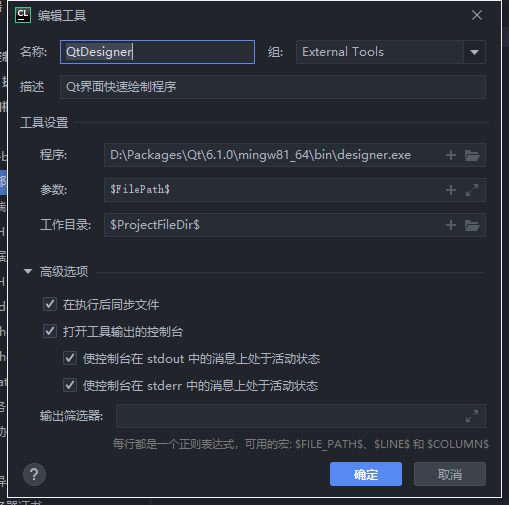 CL 编辑工具
名称: QtDesigner 组: External Tools
描述 Qt界面快速绘制程序
工具设置
程序: D:\Packages\Qt\6.1.0\mingw81_64\bin\designer.exe
参数: $FilePath$
工作目录: $ProjectFileDir$
高级选项
在执行后同步文件
打开工具输出的控制台
使控制台在 stdout 中的消息上处于活动状态
使控制台在 stderr 中的消息上处于活动状态
输出筛选器:
每行都是一个正则表达式，可用的宏: $FILE_PATH$、$LINE$ 和 $COLUMN$
? 确定 取消